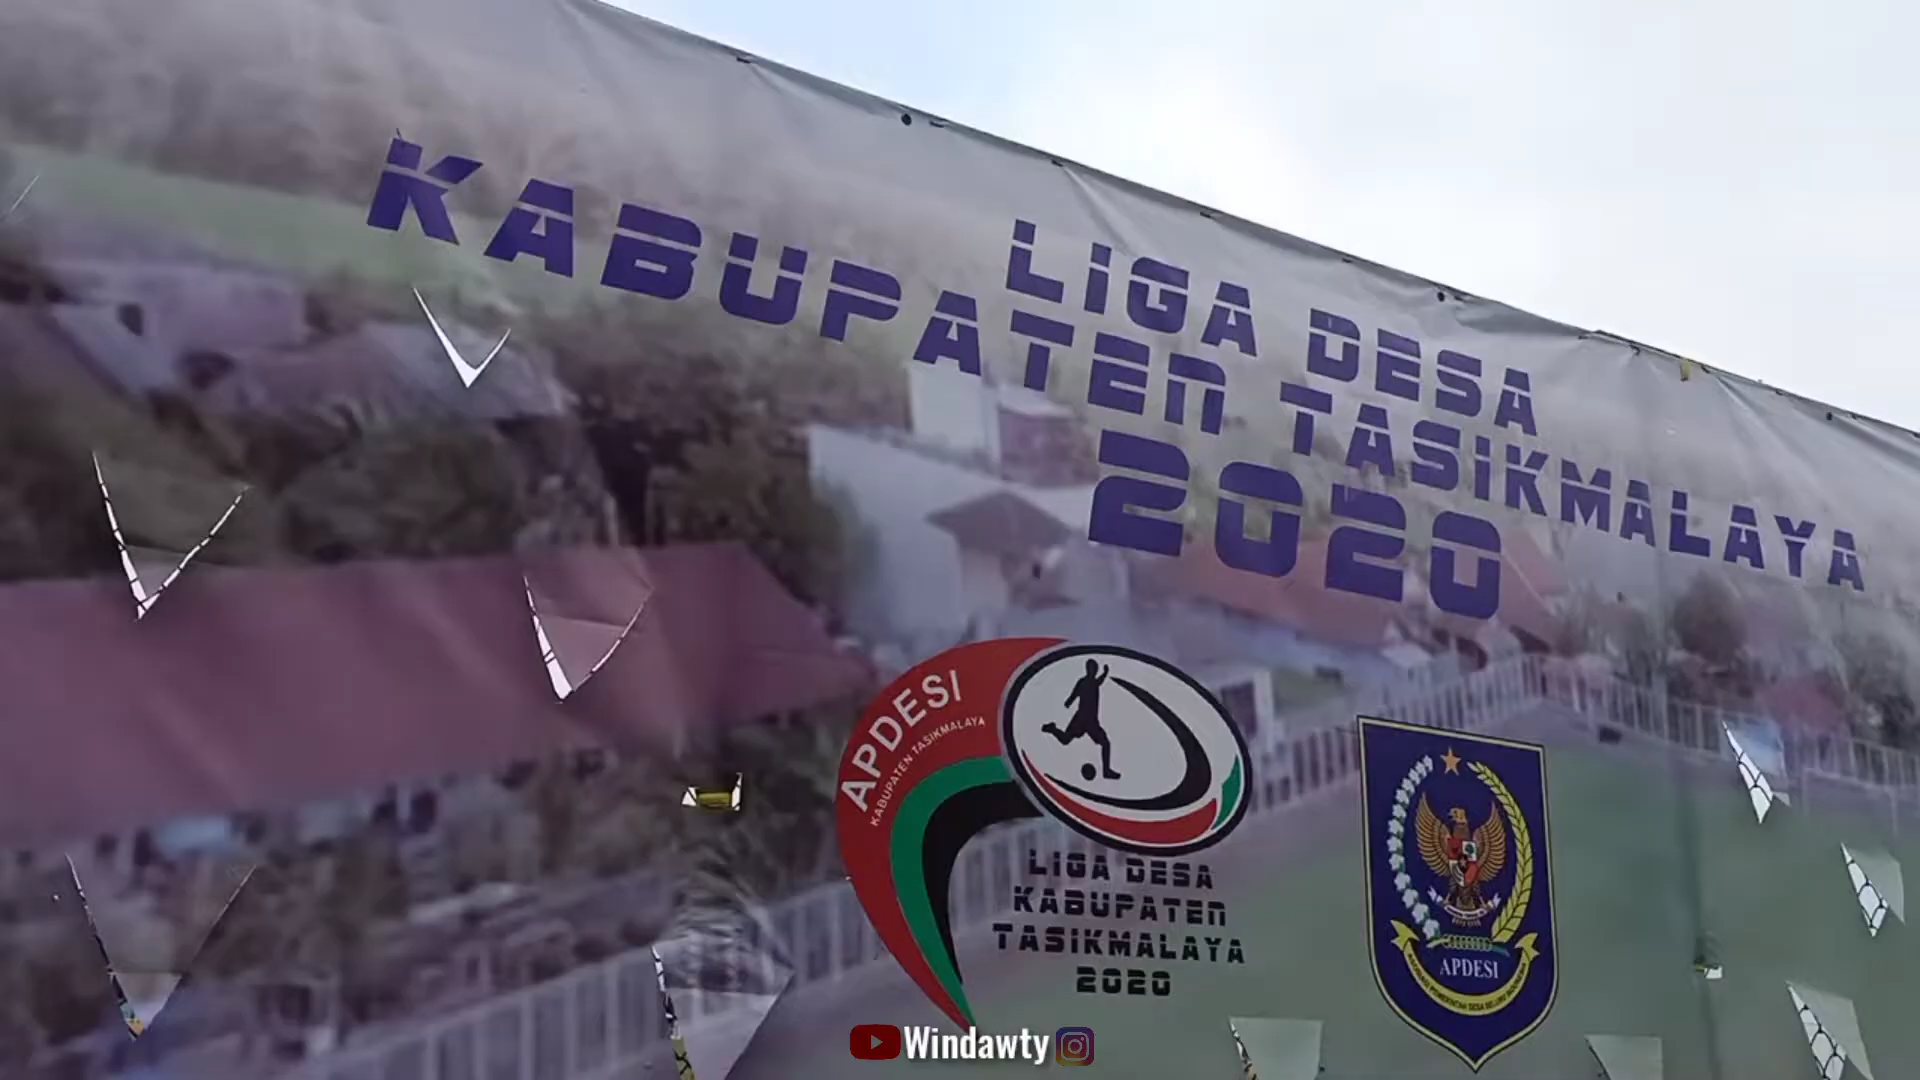 LIGA DESA
KABUPATEN TASIKMALAYA
2020
APDESI
KABUPATEN TASIKMALAYA
LIGA DESA
KABUPATEN
TASIKMALAYA
2020
APDESI
Windawty